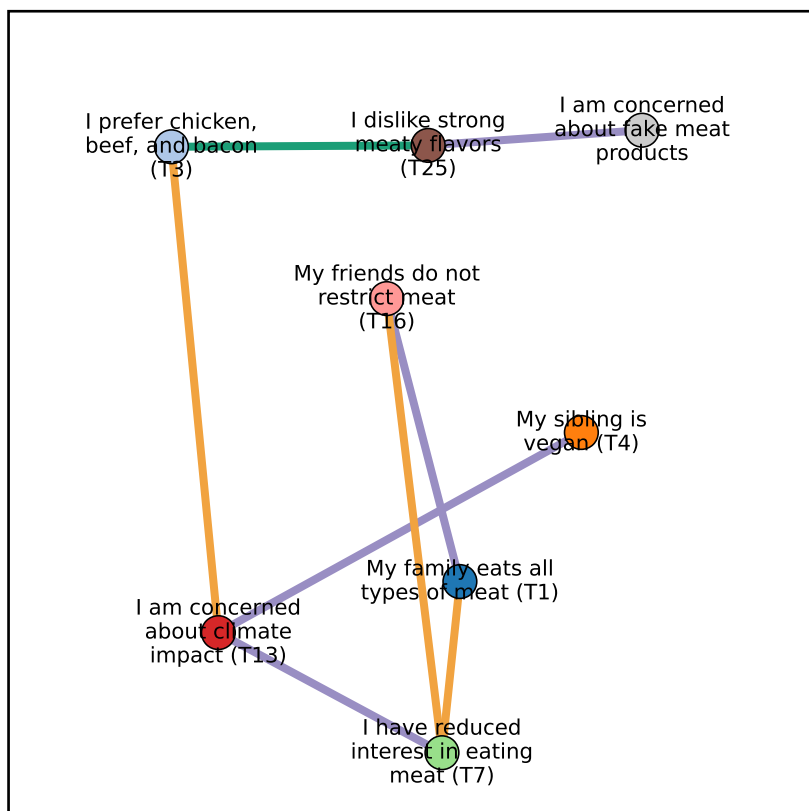 I prefer chicken,
beef, and bacon
(T3)
I dislike strong
meaty flavors
(T25)
I am concerned
about fake meat
products
My friends do not
restrict meat
(T16)
My sibling is
vegan (T4)
My family eats all
types of meat (T1)
I am concerned
about climate
impact (T13)
I have reduced
interest in eating
meat (T7)